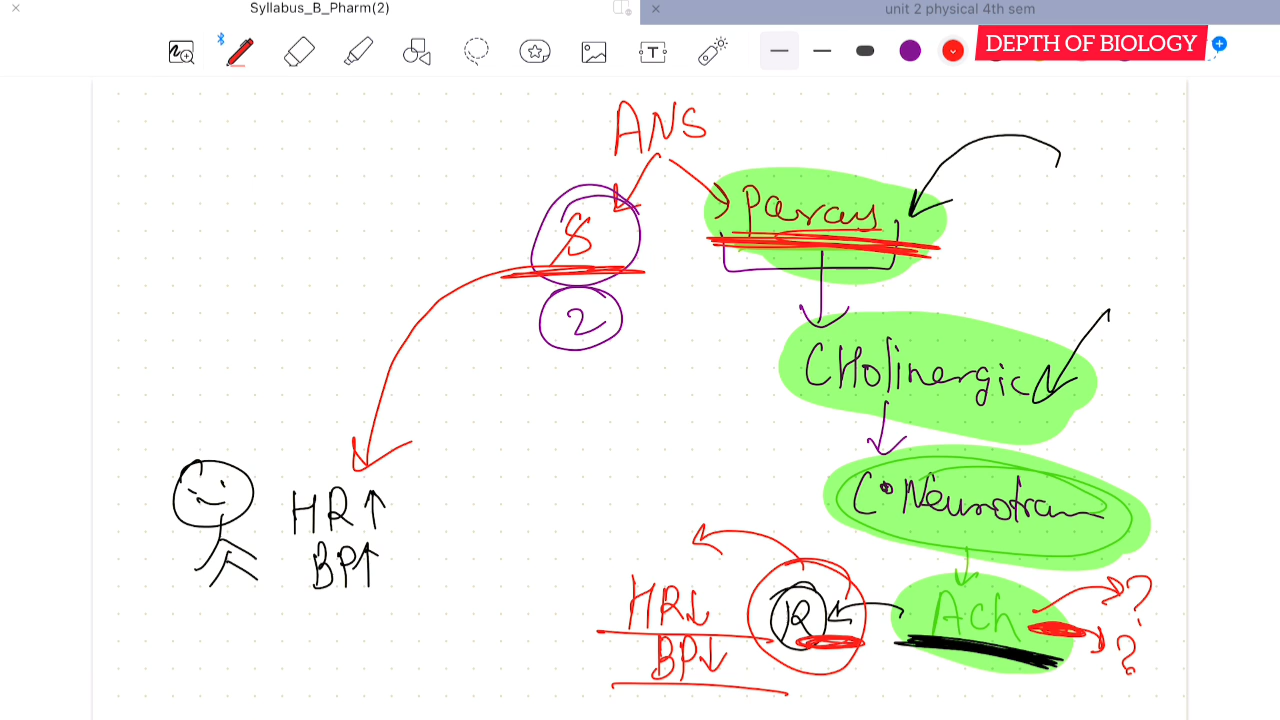 Syllabus_B_Pharm(2)
unit 2 physical 4th sem
DEPTH OF BIOLOGY
T
ANS
S
Paras
2
CHolinergic
C• Neurotran
HR↑
BP↑
HR↓
BP↓
R
Ach
?
?